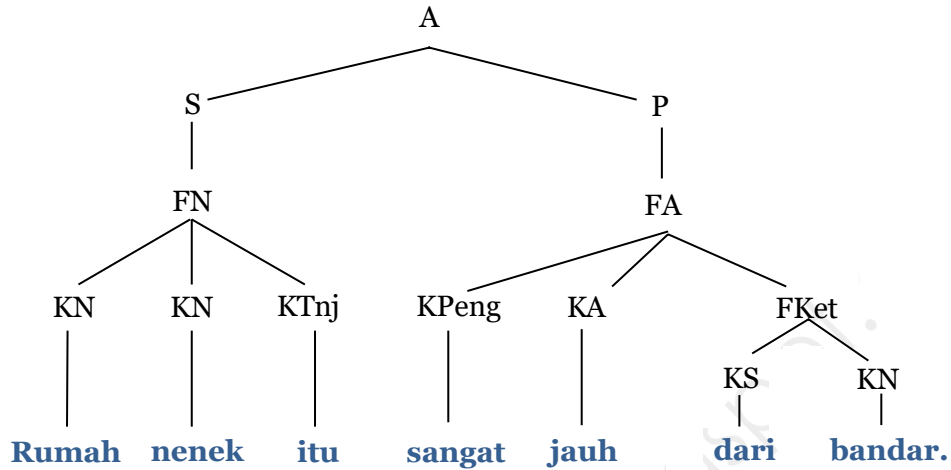 A
S P
FN FA
KN KN KTnj KPeng KA FKet
KS KN
Rumah nenek itu sangat jauh dari bandar.